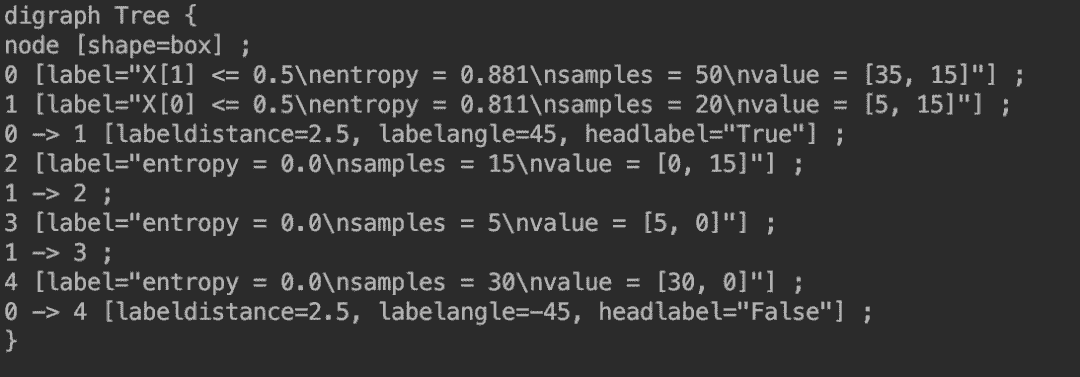 digraph Tree {
node [shape=box] ;
0 [label="X[1] <= 0.5\nentropy = 0.881\nsamples = 50\nvalue = [35, 15]"] ;
1 [label="X[0] <= 0.5\nentropy = 0.811\nsamples = 20\nvalue = [5, 15]"] ;
0 -> 1 [labeldistance=2.5, labelangle=45, headlabel="True"] ;
2 [label="entropy = 0.0\nsamples = 15\nvalue = [0, 15]"] ;
1 -> 2 ;
3 [label="entropy = 0.0\nsamples = 5\nvalue = [5, 0]"] ;
1 -> 3 ;
4 [label="entropy = 0.0\nsamples = 30\nvalue = [30, 0]"] ;
0 -> 4 [labeldistance=2.5, labelangle=-45, headlabel="False"] ;
}